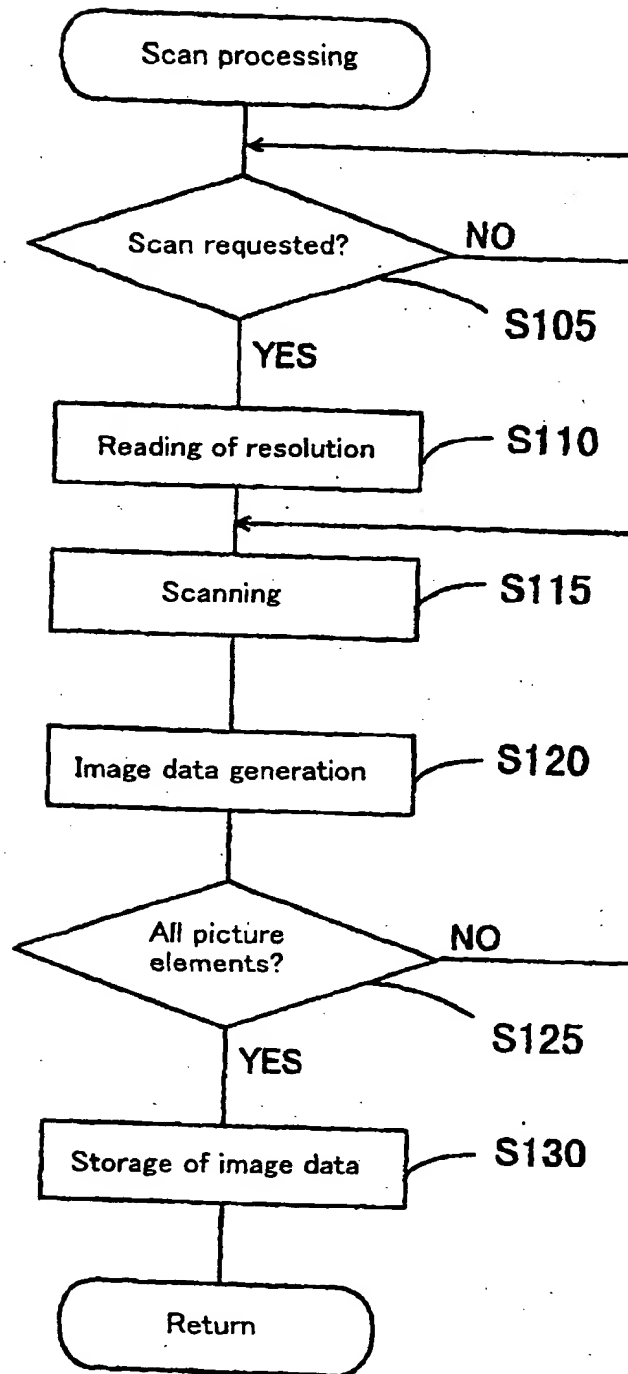 Scan processing
Scan requested?
NO
S105
YES
Reading of resolution
S110
Scanning
S115
Image data generation
S120
All picture
elements?
NO
S125
YES
Storage of image data
S130
Return